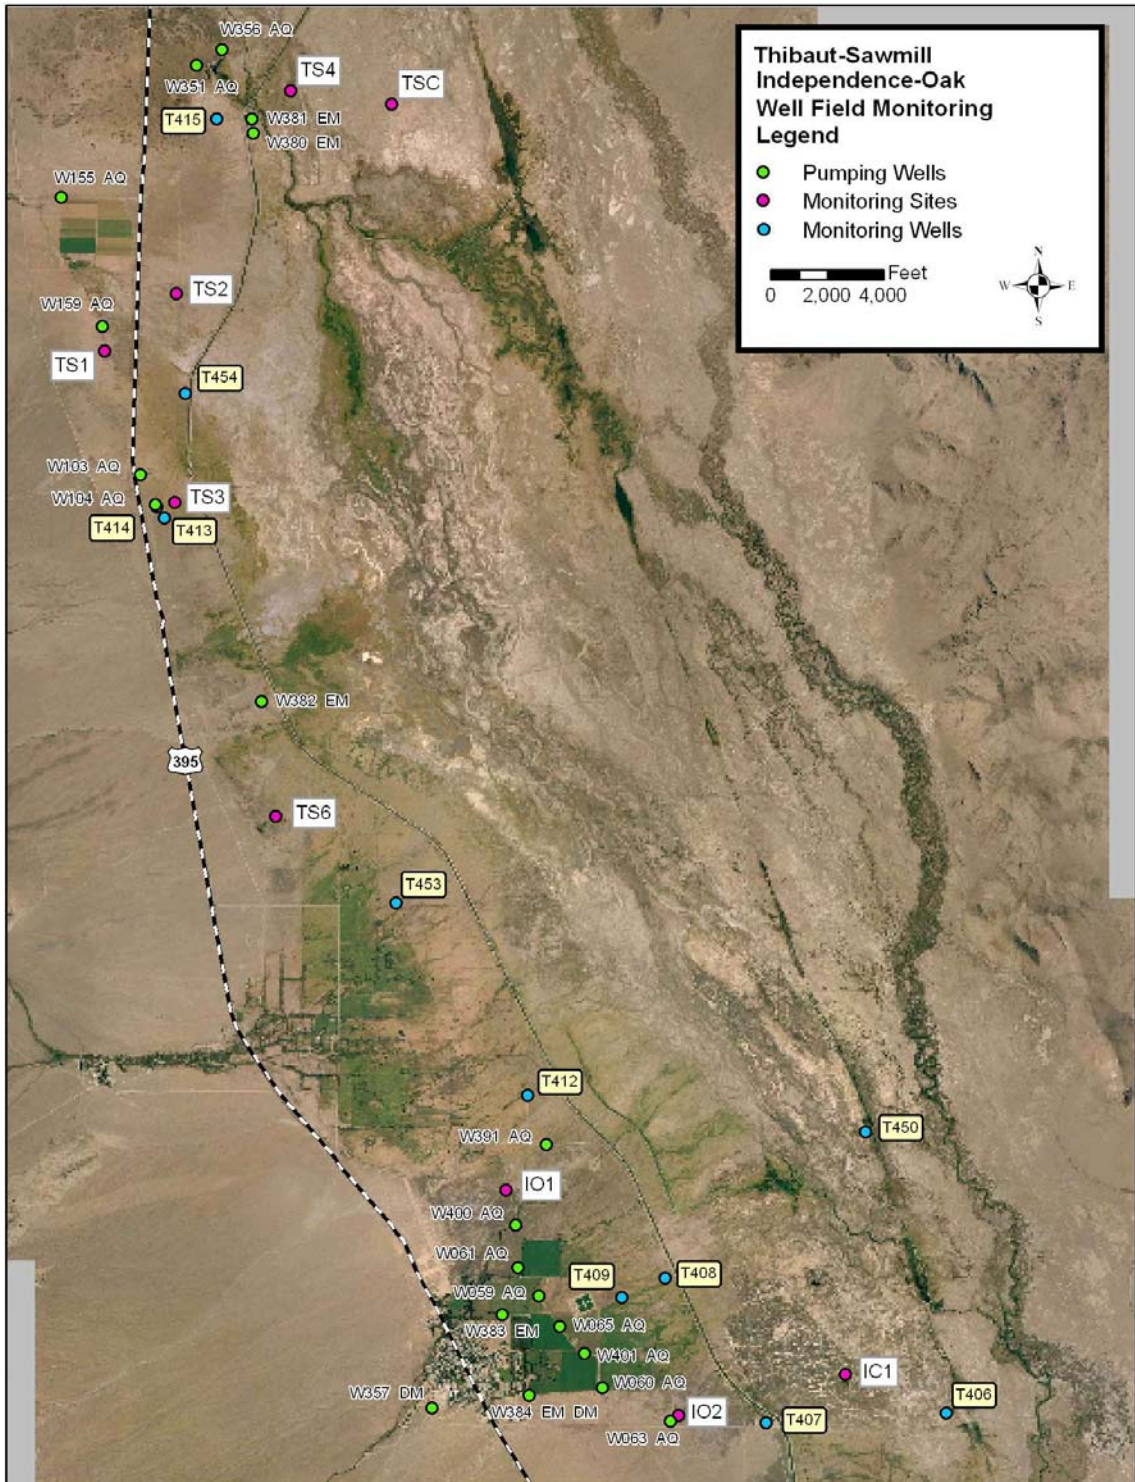 W356 AQ
W351 AQ
TS4
TSC
T415
W381 EM
W380 EM
W155 AQ
Thibaut-Sawmill
Independence-Oak
Well Field Monitoring
Legend
Pumping Wells
Monitoring Sites
Monitoring Wells
Feet
0 2,000 4,000
N
W E
S
TS2
W159 AQ
TS1
T454
W103 AQ
W104 AQ
TS3
T414
T413
W382 EM
395
TS6
T453
T412
W391 AQ
T450
IO1
W400 AQ
W061 AQ
T409
T408
W059 AQ
W383 EM
W065 AQ
W401 AQ
IC1
W060 AQ
W357 DM
W384 EM DM
IO2
T406
T407
W063 AQ